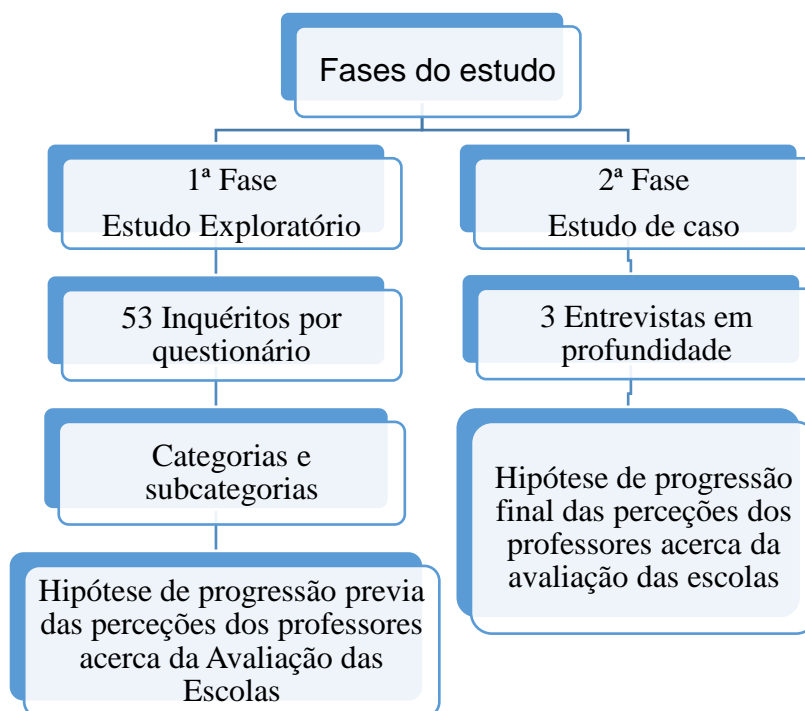 Fases do estudo
1ª Fase
Estudo Exploratório
53 Inquéritos por
questionário
Categorias e
subcategorias
Hipótese de progressão previa
das perceções dos professores
acerca da Avaliação das
Escolas
2ª Fase
Estudo de caso
3 Entrevistas em
profundidade
Hipótese de progressão
final das perceções dos
professores acerca da
avaliação das escolas